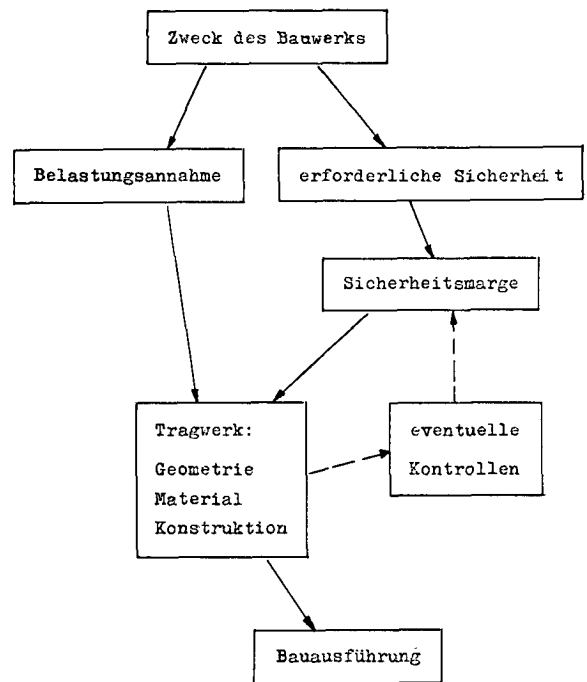 Zweck des Bauwerks
Belastungsannahme
erforderliche Sicherheit
Sicherheitsmarge
Tragwerk:
Geometrie
Material
Konstruktion
eventuelle
Kontrollen
Bauausführung